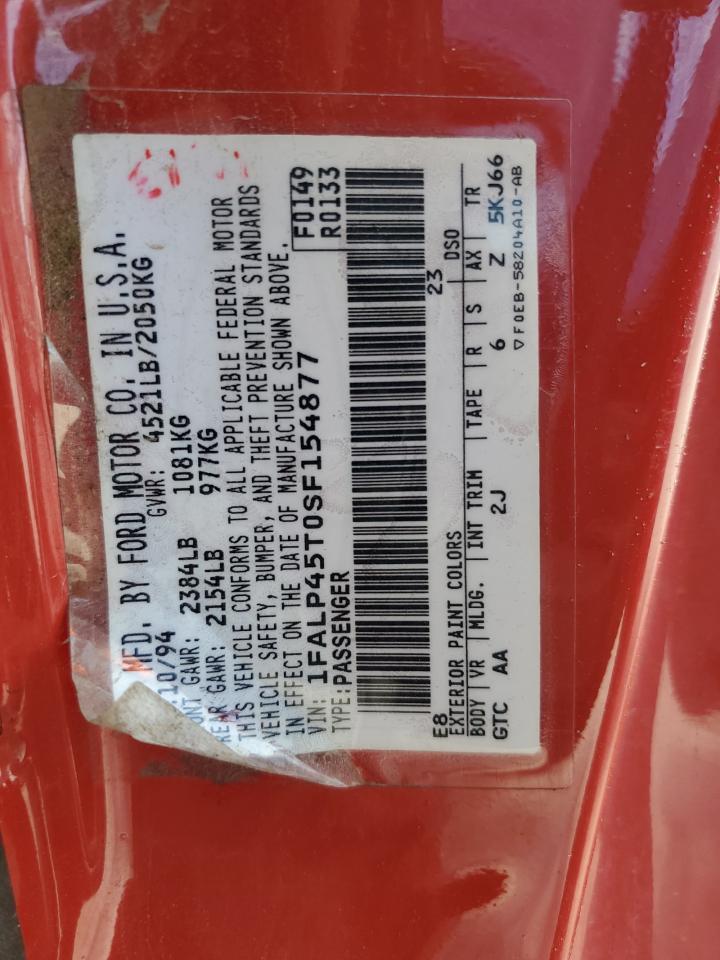 MFD. BY FORD MOTOR CO. IN U.S.A.
10/94 GVWR: 4521LB/2050KG
GAWR: 2384LB 1081KG
REAR GAWR: 2154LB 977KG
THIS VEHICLE CONFORMS TO ALL APPLICABLE FEDERAL MOTOR
VEHICLE SAFETY, BUMPER, AND THEFT PREVENTION STANDARDS
IN EFFECT ON THE DATE OF MANUFACTURE SHOWN ABOVE.
VIN: 1FALP45T0SF154877 F0149
TYPE: PASSENGER R0133
E8 23
EXTERIOR PAINT COLORS DSO
BODY VR MLDG. INT TRIM TAPE R S AX TR
GTC AA 2J 6 Z 5KJ66
▽ F0EB-58204A10-AB